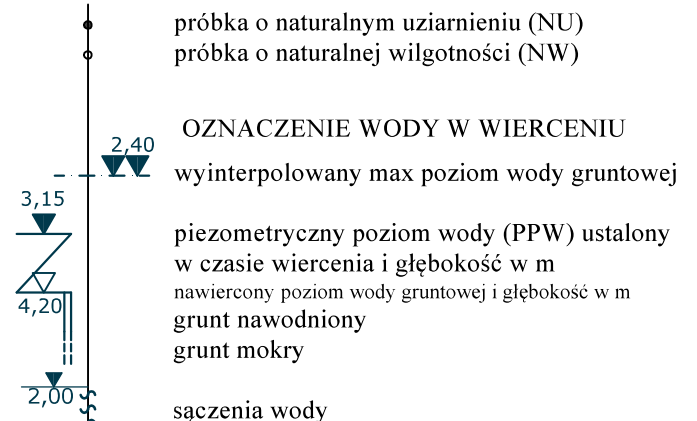 próbka o naturalnym uziarnieniu (NU)
próbka o naturalnej wilgotności (NW)
OZNACZENIE WODY W WIERCENIU
2,40
wyinterpolowany max poziom wody gruntowej
3,15
piezometryczny poziom wody (PPW) ustalony
w czasie wiercenia i głębokość w m
nawiercony poziom wody gruntowej i głębokość w m
4,20
grunt nawodniony
grunt mokry
2,00
sączenia wody